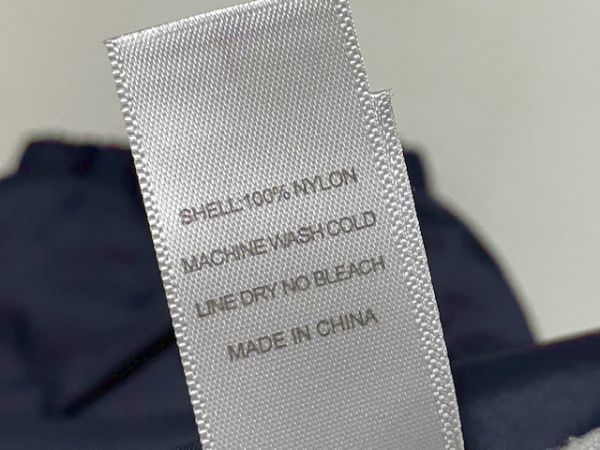 SHELL:100% NYLON
MACHINE WASH COLD
LINE DRY NO BLEACH
MADE IN CHINA